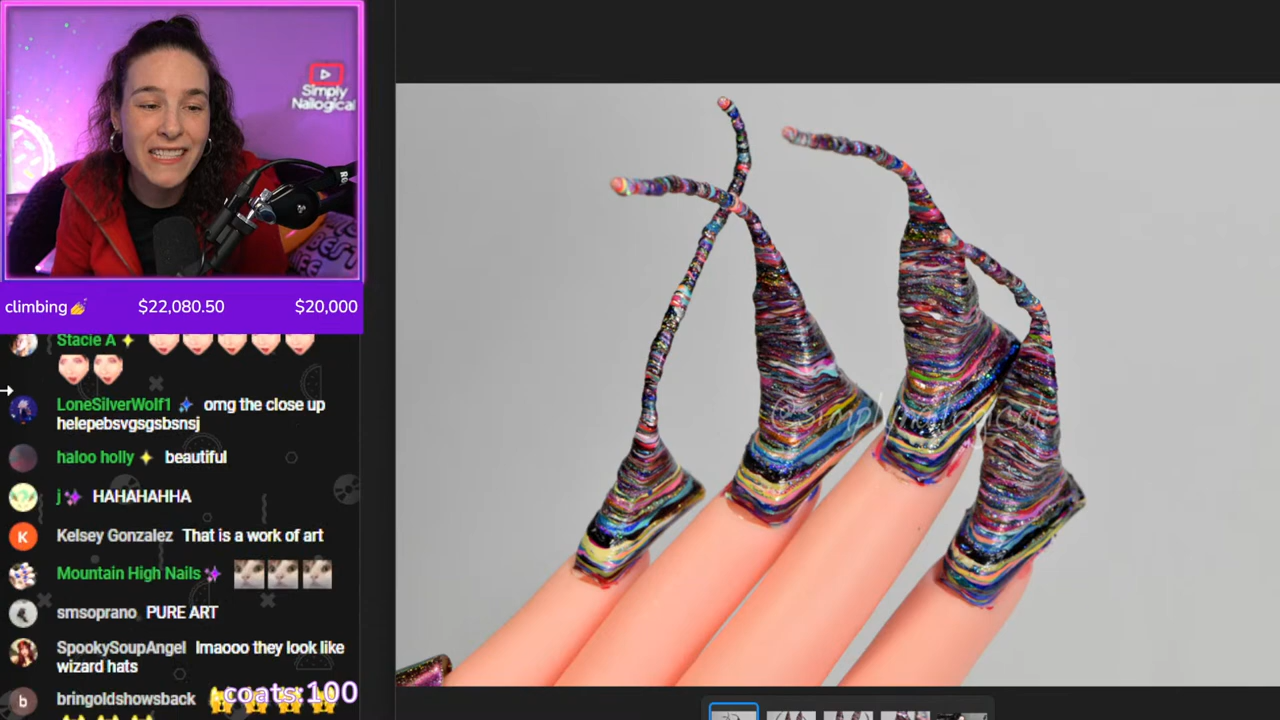 Simply
Nailogical
climbing💅 $22,080.50 $20,000
Stacie A
LoneSilverWolf1 omg the close up
helepebsvgsgsbsnsj
haloo holly beautiful
j HAHAHAHHA
K
Kelsey Gonzalez That is a work of art
Mountain High Nails
smsoprano PURE ART
SpookySoupAngel lmaooo they look like
wizard hats
b
bringoldshowsback
coats:100
@simplynailogical